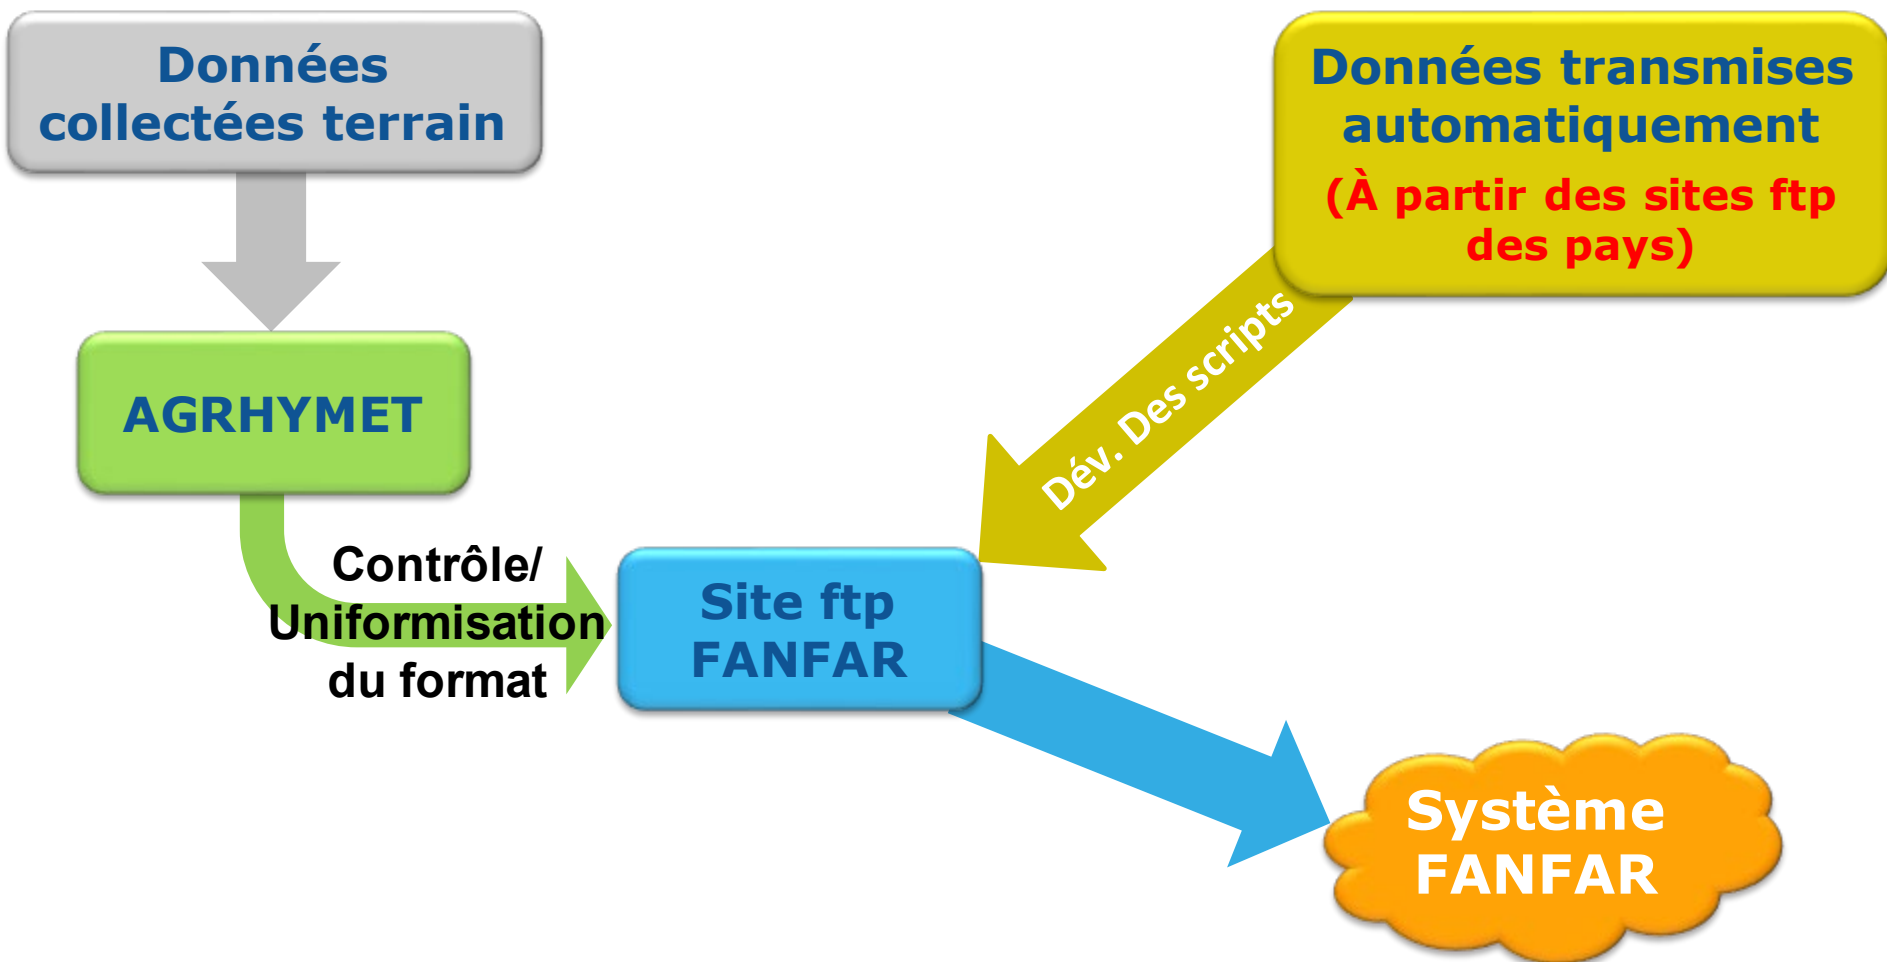 Données
collectées terrain
Données transmises
automatiquement
(À partir des sites ftp
des pays)
Dév. Des scripts
AGRHYMET
Contrôle/
Uniformisation
du format
Site ftp
FANFAR
Système
FANFAR